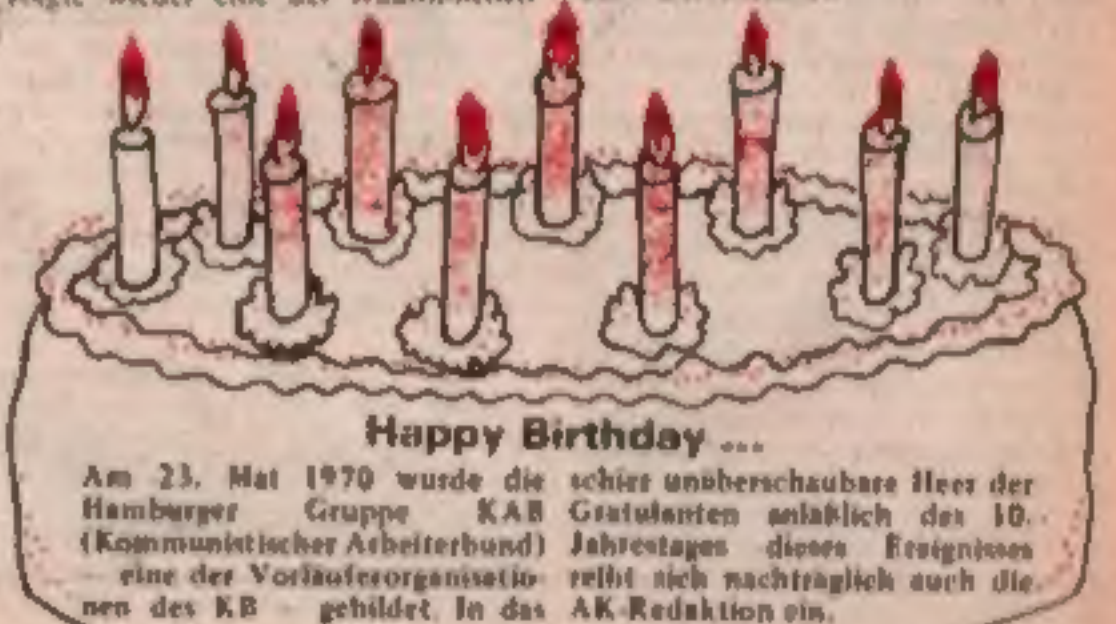 Happy Birthday ...
Am 23. Mai 1970 wurde die
Hamburger Gruppe KAB
(Kommunistischer Arbeiterbund)
- eine der Vorläuferorganisatio-
nen des KB - gebildet. In das
schier unüberschaubare Heer der
Gratulanten anläßlich des 10.
Jahrestages dieses Ereignisses
reiht sich nachträglich auch die
AK-Redaktion ein.